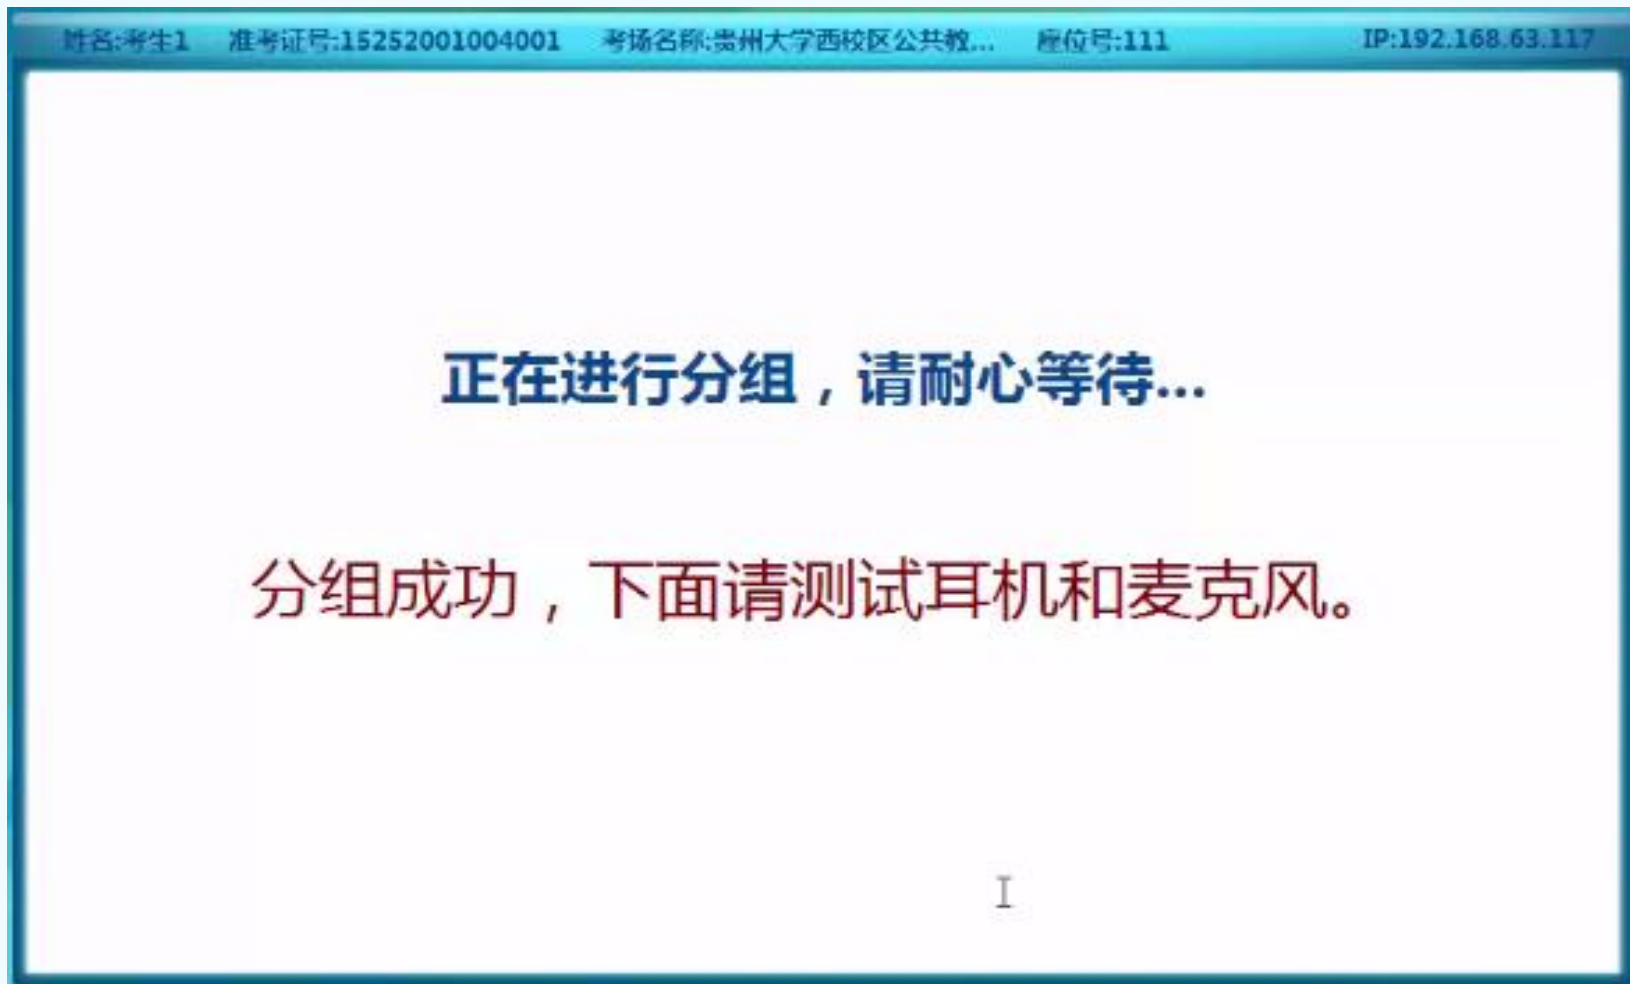 姓名:考生1 准考证号:15252001004001 考场名称:贵州大学西校区公共教... 座位号:111 IP:192.168.63.117
正在进行分组，请耐心等待...
分组成功，下面请测试耳机和麦克风。